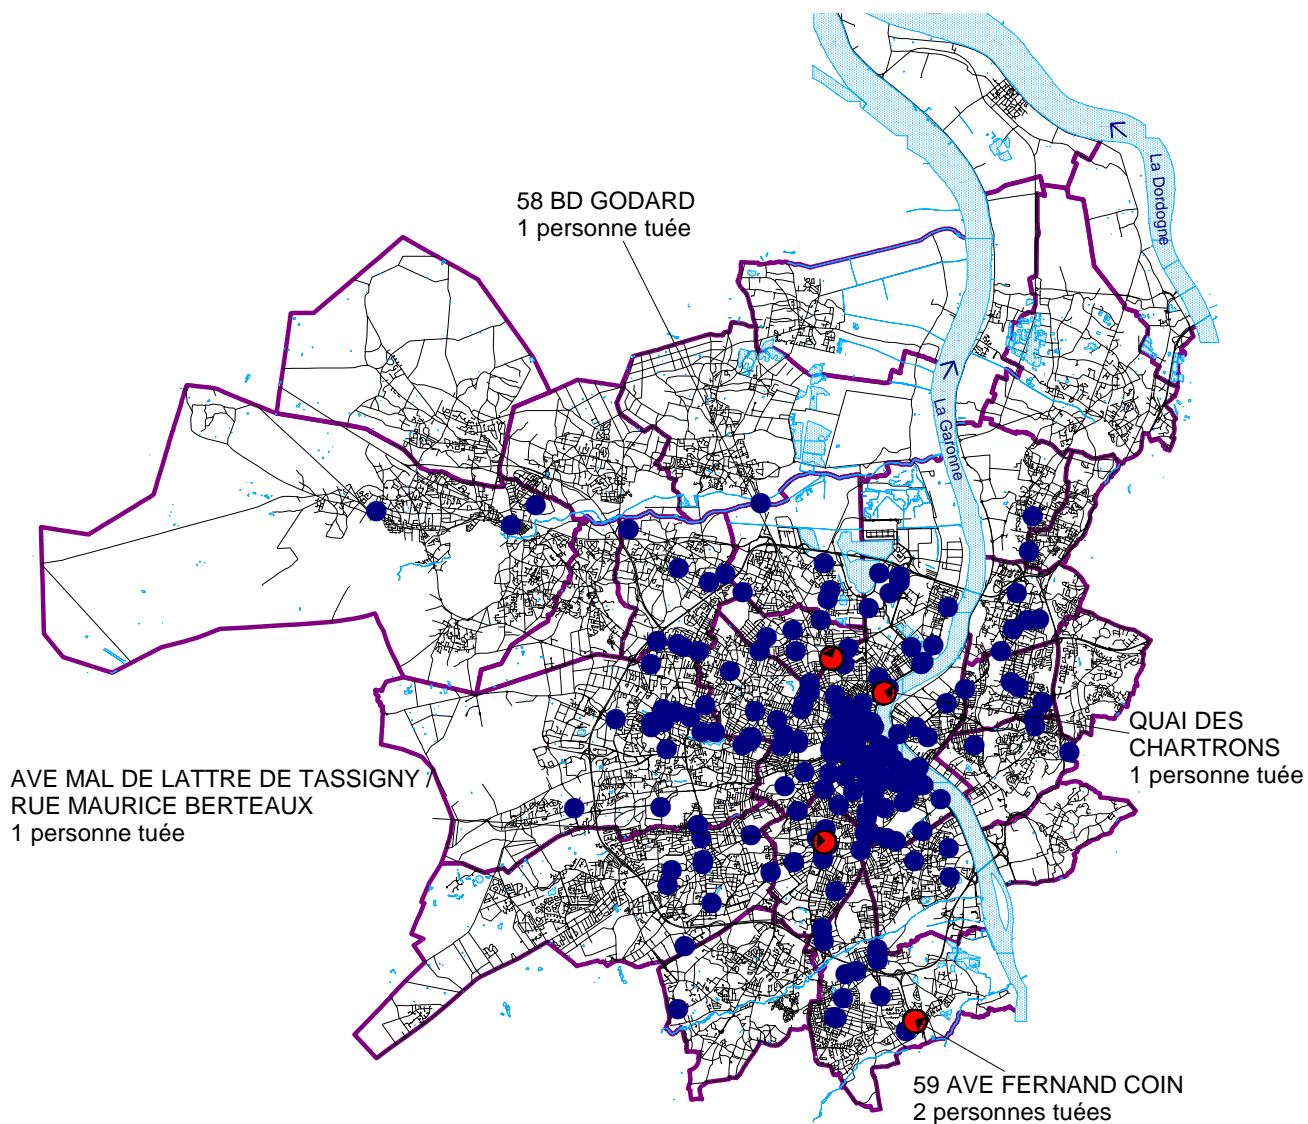 La Dordogne
58 BD GODARD
1 personne tuée
La Garonne
QUAI DES
CHARTRONS
1 personne tuée
AVE MAL DE LATTRE DE TASSIGNY /
RUE MAURICE BERTEAUX
1 personne tuée
59 AVE FERNAND COIN
2 personnes tuées